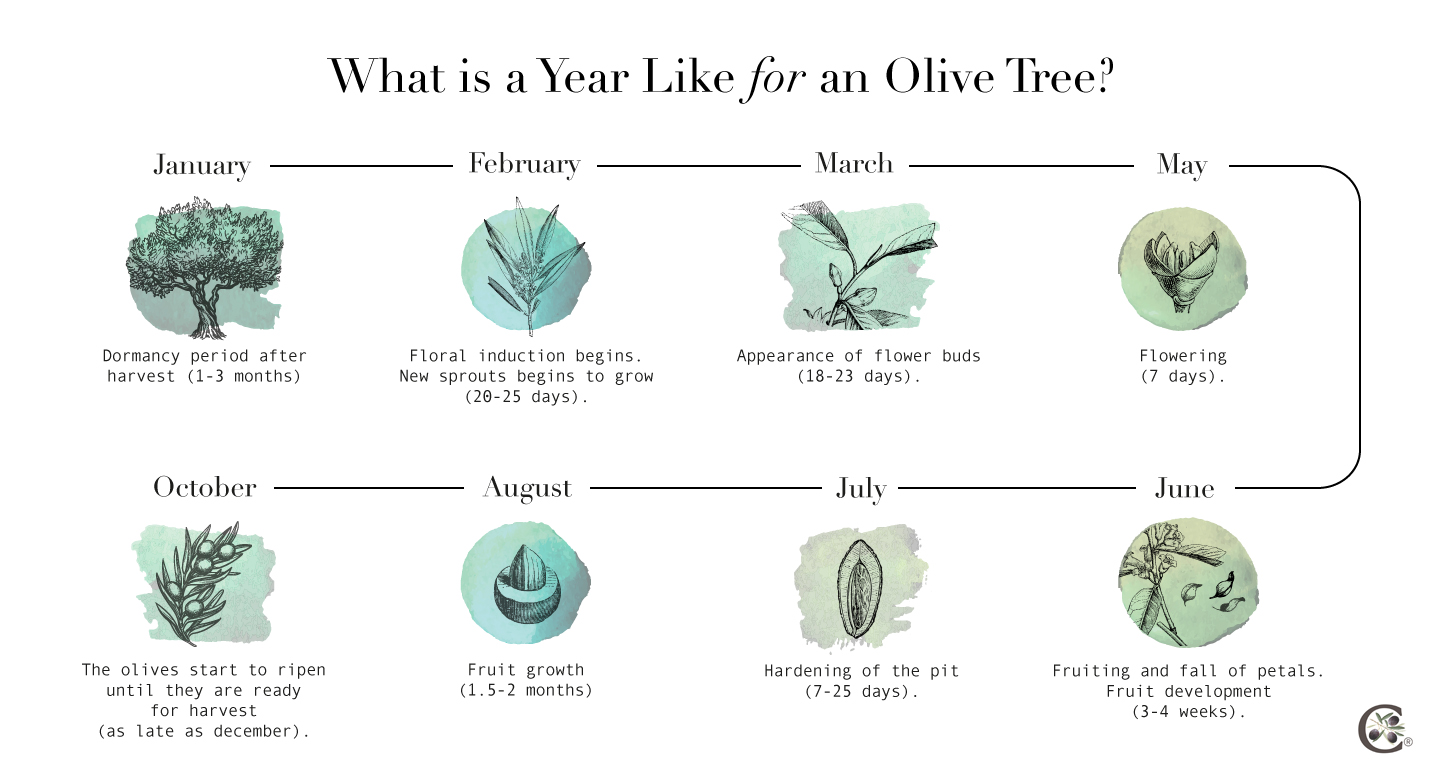 What is a Year Like for an Olive Tree?
January
Dormancy period after
harvest (1-3 months)
February
Floral induction begins.
New sprouts begins to grow
(20-25 days).
March
Appearance of flower buds
(18-23 days).
May
Flowering
(7 days).
June
Fruiting and fall of petals.
Fruit development
(3-4 weeks).
July
Hardening of the pit
(7-25 days).
August
Fruit growth
(1.5-2 months)
October
The olives start to ripen
until they are ready
for harvest
(as late as december).
C®